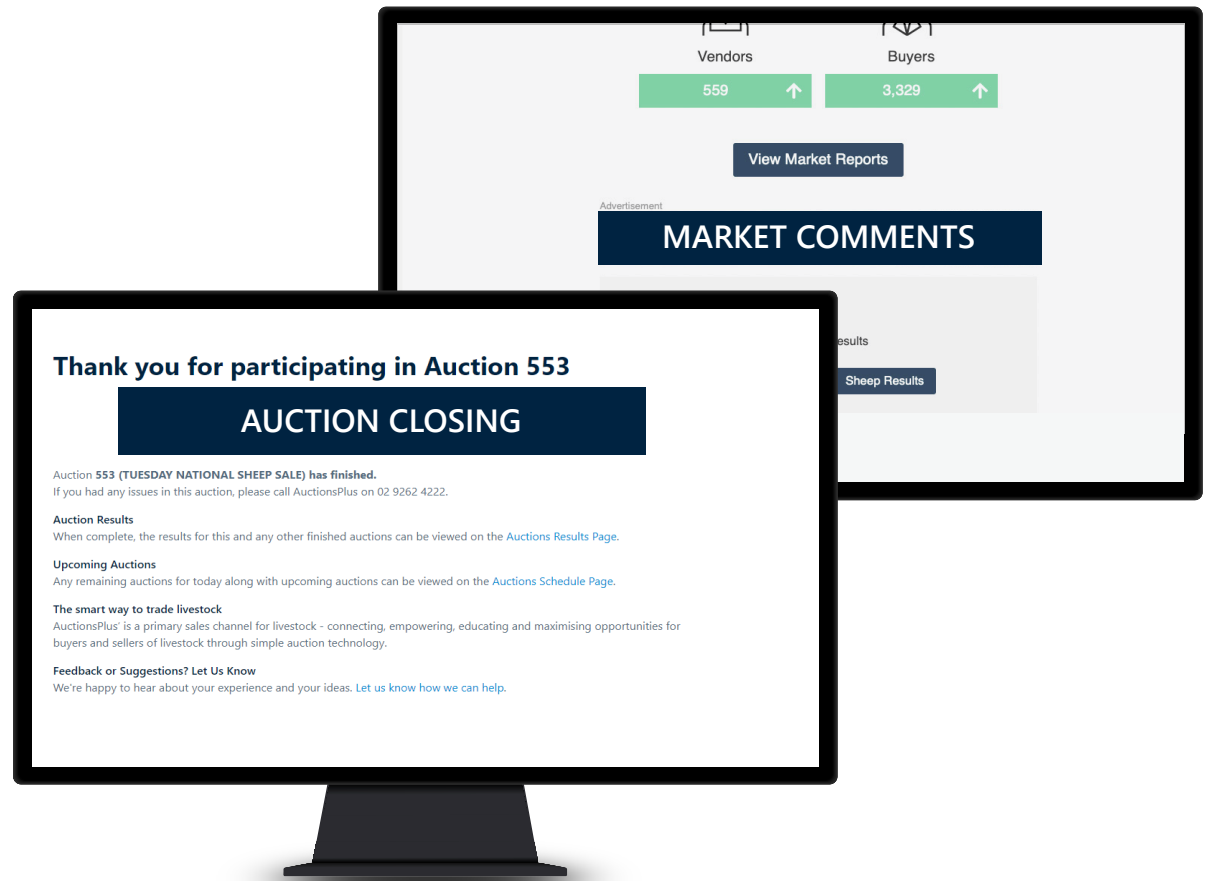 Vendors
Buyers
559
3,329
View Market Reports
Advertisement
MARKET COMMENTS
Sheep Results
Thank you for participating in Auction 553
AUCTION CLOSING
Auction 553 (TUESDAY NATIONAL SHEEP SALE) has finished.
If you had any issues in this auction, please call AuctionsPlus on 02 9262 4222.
Auction Results
When complete, the results for this and any other finished auctions can be viewed on the Auctions Results Page.
Upcoming Auctions
Any remaining auctions for today along with upcoming auctions can be viewed on the Auctions Schedule Page.
The smart way to trade livestock
AuctionsPlus' is a primary sales channel for livestock - connecting, empowering, educating and maximising opportunities for
buyers and sellers of livestock through simple auction technology.
Feedback or Suggestions? Let Us Know
We're happy to hear about your experience and your ideas. Let us know how we can help.